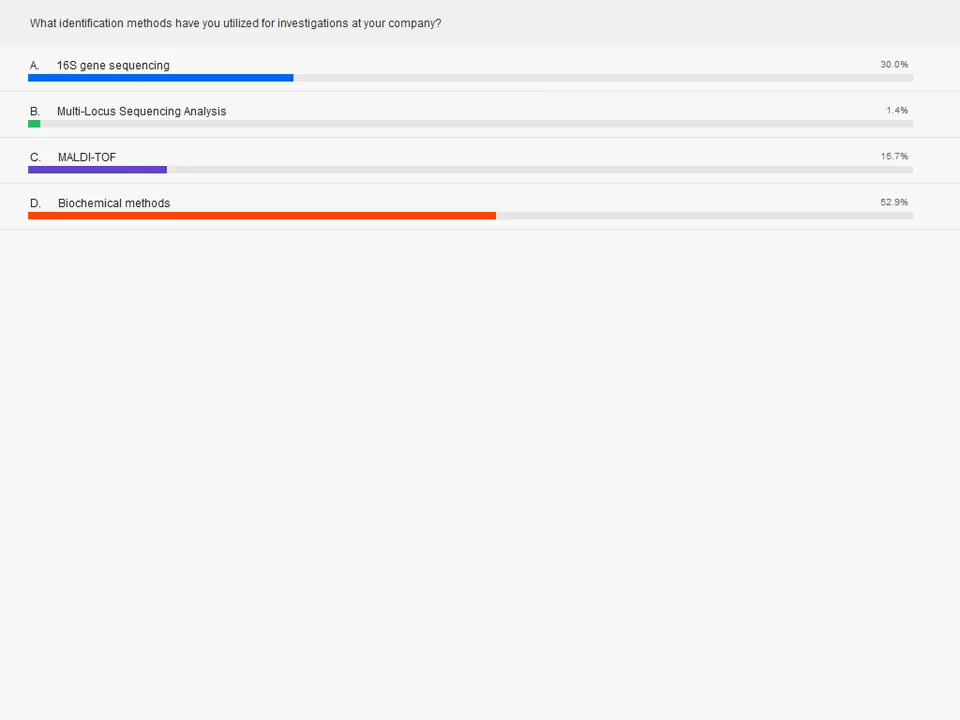 What identification methods have you utilized for investigations at your company?
A. 16S gene sequencing 30.0%
B. Multi-Locus Sequencing Analysis 1.4%
C. MALDI-TOF 15.7%
D. Biochemical methods 52.9%